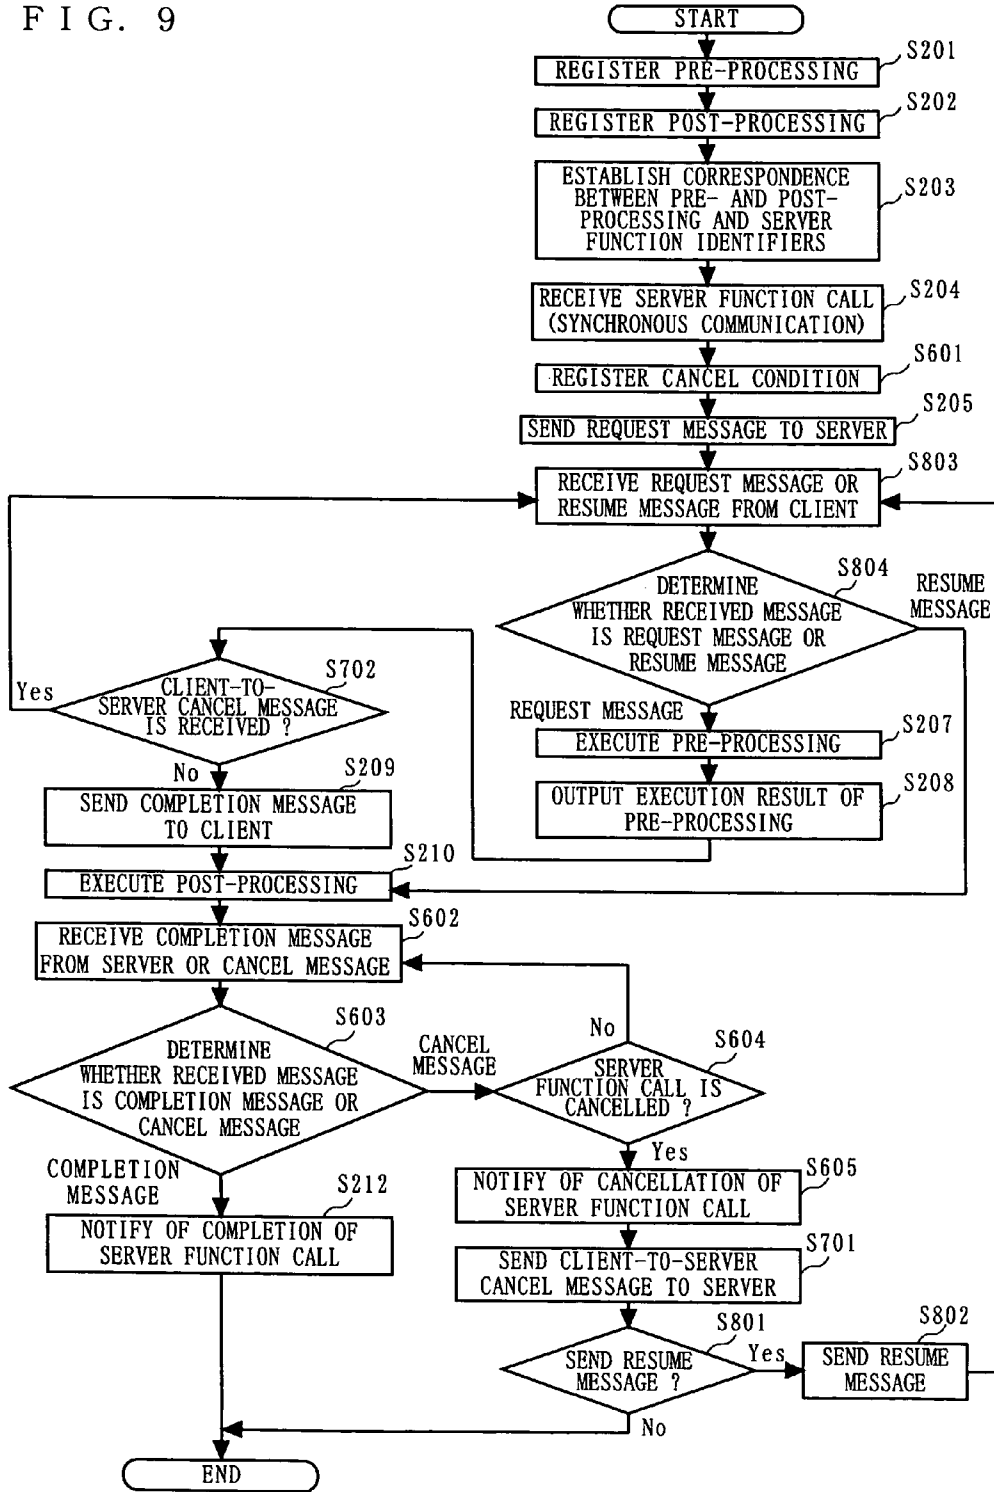 F I G. 9
START
S201
REGISTER PRE-PROCESSING
S202
REGISTER POST-PROCESSING
S203
ESTABLISH CORRESPONDENCE
BETWEEN PRE- AND POST-
PROCESSING AND SERVER
FUNCTION IDENTIFIERS
S204
RECEIVE SERVER FUNCTION CALL
(SYNCHRONOUS COMMUNICATION)
S601
REGISTER CANCEL CONDITION
S205
SEND REQUEST MESSAGE TO SERVER
S803
RECEIVE REQUEST MESSAGE OR
RESUME MESSAGE FROM CLIENT
S804
DETERMINE
WHETHER RECEIVED MESSAGE
IS REQUEST MESSAGE OR
RESUME MESSAGE
RESUME
MESSAGE
REQUEST MESSAGE
S207
EXECUTE PRE-PROCESSING
S208
OUTPUT EXECUTION RESULT OF
PRE-PROCESSING
S702
CLIENT-TO-
SERVER CANCEL MESSAGE
IS RECEIVED ?
Yes
No
S209
SEND COMPLETION MESSAGE
TO CLIENT
S210
EXECUTE POST-PROCESSING
S602
RECEIVE COMPLETION MESSAGE
FROM SERVER OR CANCEL MESSAGE
S603
DETERMINE
WHETHER RECEIVED MESSAGE
IS COMPLETION MESSAGE OR
CANCEL MESSAGE
CANCEL
MESSAGE
COMPLETION
MESSAGE
S604
SERVER
FUNCTION CALL IS
CANCELLED ?
No
Yes
S212
NOTIFY OF COMPLETION OF
SERVER FUNCTION CALL
S605
NOTIFY OF CANCELLATION OF
SERVER FUNCTION CALL
S701
SEND CLIENT-TO-SERVER
CANCEL MESSAGE TO SERVER
S801
SEND RESUME
MESSAGE ?
Yes
No
S802
SEND RESUME
MESSAGE
END